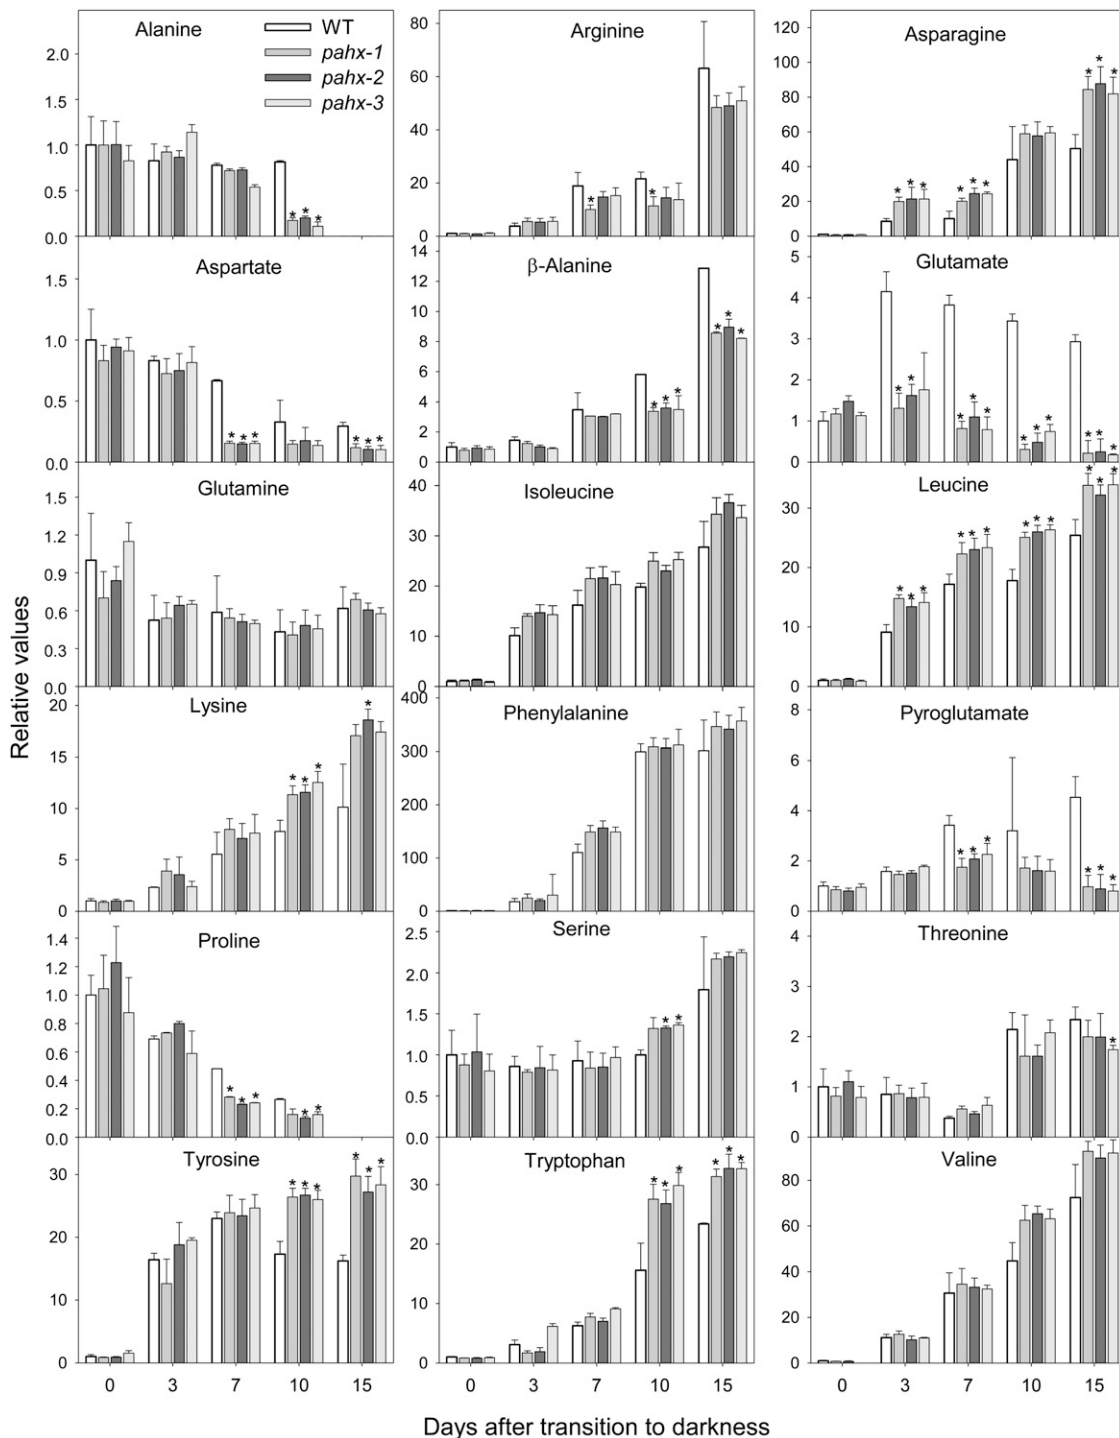 Alanine
WT
pahx-1
pahx-2
pahx-3
2.0
1.5
1.0
0.5
0.0
Arginine
80
60
40
20
0
* *
Asparagine
120
100
80
60
40
20
0
* * * * * * * * *
* * *
Aspartate
1.5
1.0
0.5
0.0
* * * * * *
β-Alanine
14
12
10
8
6
4
2
0
* * * * * *
Glutamate
5
4
3
2
1
0
* * * * * * * * * * *
Glutamine
1.5
1.2
0.9
0.6
0.3
0.0
Isoleucine
40
30
20
10
0
Leucine
30
20
10
0
* * * * * * * * * * * *
Lysine
20
15
10
5
0
* * * *
Phenylalanine
400
300
200
100
0
Pyroglutamate
8
6
4
2
0
* * * * * *
Proline
1.4
1.2
1.0
0.8
0.6
0.4
0.2
0.0
* * * * *
Serine
2.5
2.0
1.5
1.0
0.5
0.0
* *
Threonine
4
3
2
1
0
*
Tyrosine
30
20
10
0
* * * * * *
Tryptophan
30
20
10
0
* * * * * *
Valine
80
60
40
20
0
0 3 7 10 15
0 3 7 10 15
0 3 7 10 15
Relative values
Days after transition to darkness